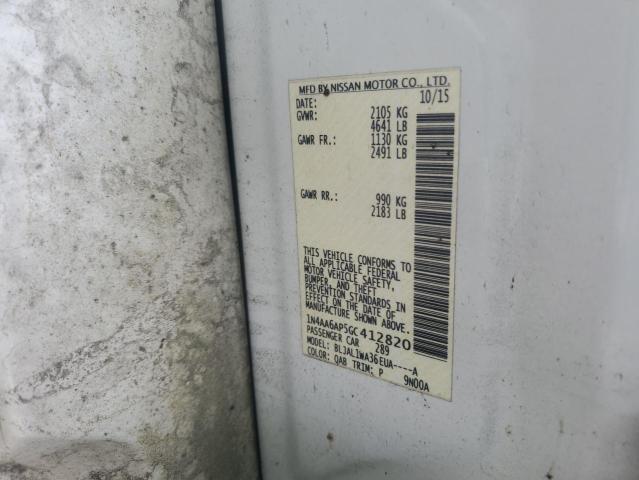 MFD BY NISSAN MOTOR CO., LTD.
DATE: 10/15
GVWR: 2105 KG
4641 LB
GAWR FR.: 1130 KG
2491 LB
GAWR RR.: 990 KG
2183 LB
THIS VEHICLE CONFORMS TO
ALL APPLICABLE FEDERAL
MOTOR VEHICLE SAFETY,
BUMPER, AND THEFT
PREVENTION STANDARDS IN
EFFECT ON THE DATE OF
MANUFACTURE SHOWN ABOVE.
1N4AA6AP5GC412820
PASSENGER CAR 289
MODEL: BL3AL1WA36EUA----A
COLOR: QAB TRIM: P 9N00A